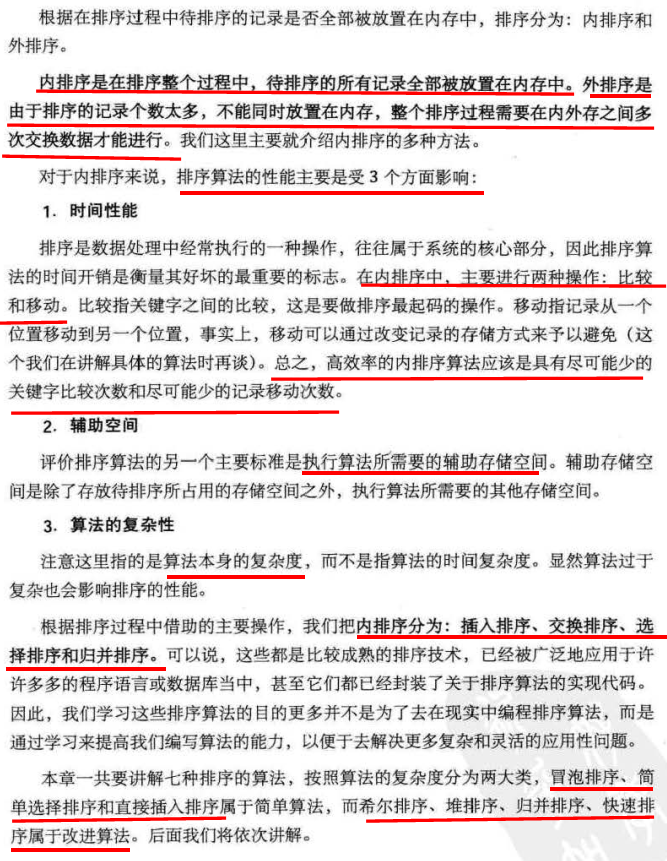 根据在排序过程中待排序的记录是否全部被放置在内存中，排序分为：内排序和
外排序。
内排序是在排序整个过程中，待排序的所有记录全部被放置在内存中。外排序是
由于排序的记录个数太多，不能同时放置在内存，整个排序过程需要在内外存之间多
次交换数据才能进行。我们这里主要就介绍内排序的多种方法。
对于内排序来说，排序算法的性能主要是受 3 个方面影响：
1. 时间性能
排序是数据处理中经常执行的一种操作，往往属于系统的核心部分，因此排序算
法的时间开销是衡量其好坏的最重要的标志。在内排序中，主要进行两种操作：比较
和移动。比较指关键字之间的比较，这是要做排序最起码的操作。移动指记录从一个
位置移动到另一个位置，事实上，移动可以通过改变记录的存储方式来予以避免（这
个我们在讲解具体的算法时再谈）。总之，高效率的内排序算法应该是具有尽可能少的
关键字比较次数和尽可能少的记录移动次数。
2. 辅助空间
评价排序算法的另一个主要标准是执行算法所需要的辅助存储空间。辅助存储空
间是除了存放待排序所占用的存储空间之外，执行算法所需要的其他存储空间。
3. 算法的复杂性
注意这里指的是算法本身的复杂度，而不是指算法的时间复杂度。显然算法过于
复杂也会影响排序的性能。
根据排序过程中借助的主要操作，我们把内排序分为：插入排序、交换排序、选
择排序和归并排序。可以说，这些都是比较成熟的排序技术，已经被广泛地应用于许
许多多的程序语言或数据库当中，甚至它们都已经封装了关于排序算法的实现代码。
因此，我们学习这些排序算法的目的更多并不是为了去在现实中编程排序算法，而是
通过学习来提高我们编写算法的能力，以便于去解决更多复杂和灵活的应用性问题。
本章一共要讲解七种排序的算法，按照算法的复杂度分为两大类，冒泡排序、简
单选择排序和直接插入排序属于简单算法，而希尔排序、堆排序、归并排序、快速排
序属于改进算法。后面我们将依次讲解。